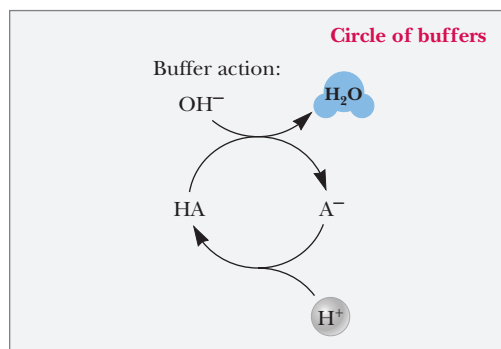 Circle of buffers
Buffer action:
OH⁻
H₂O
HA
A⁻
H⁺